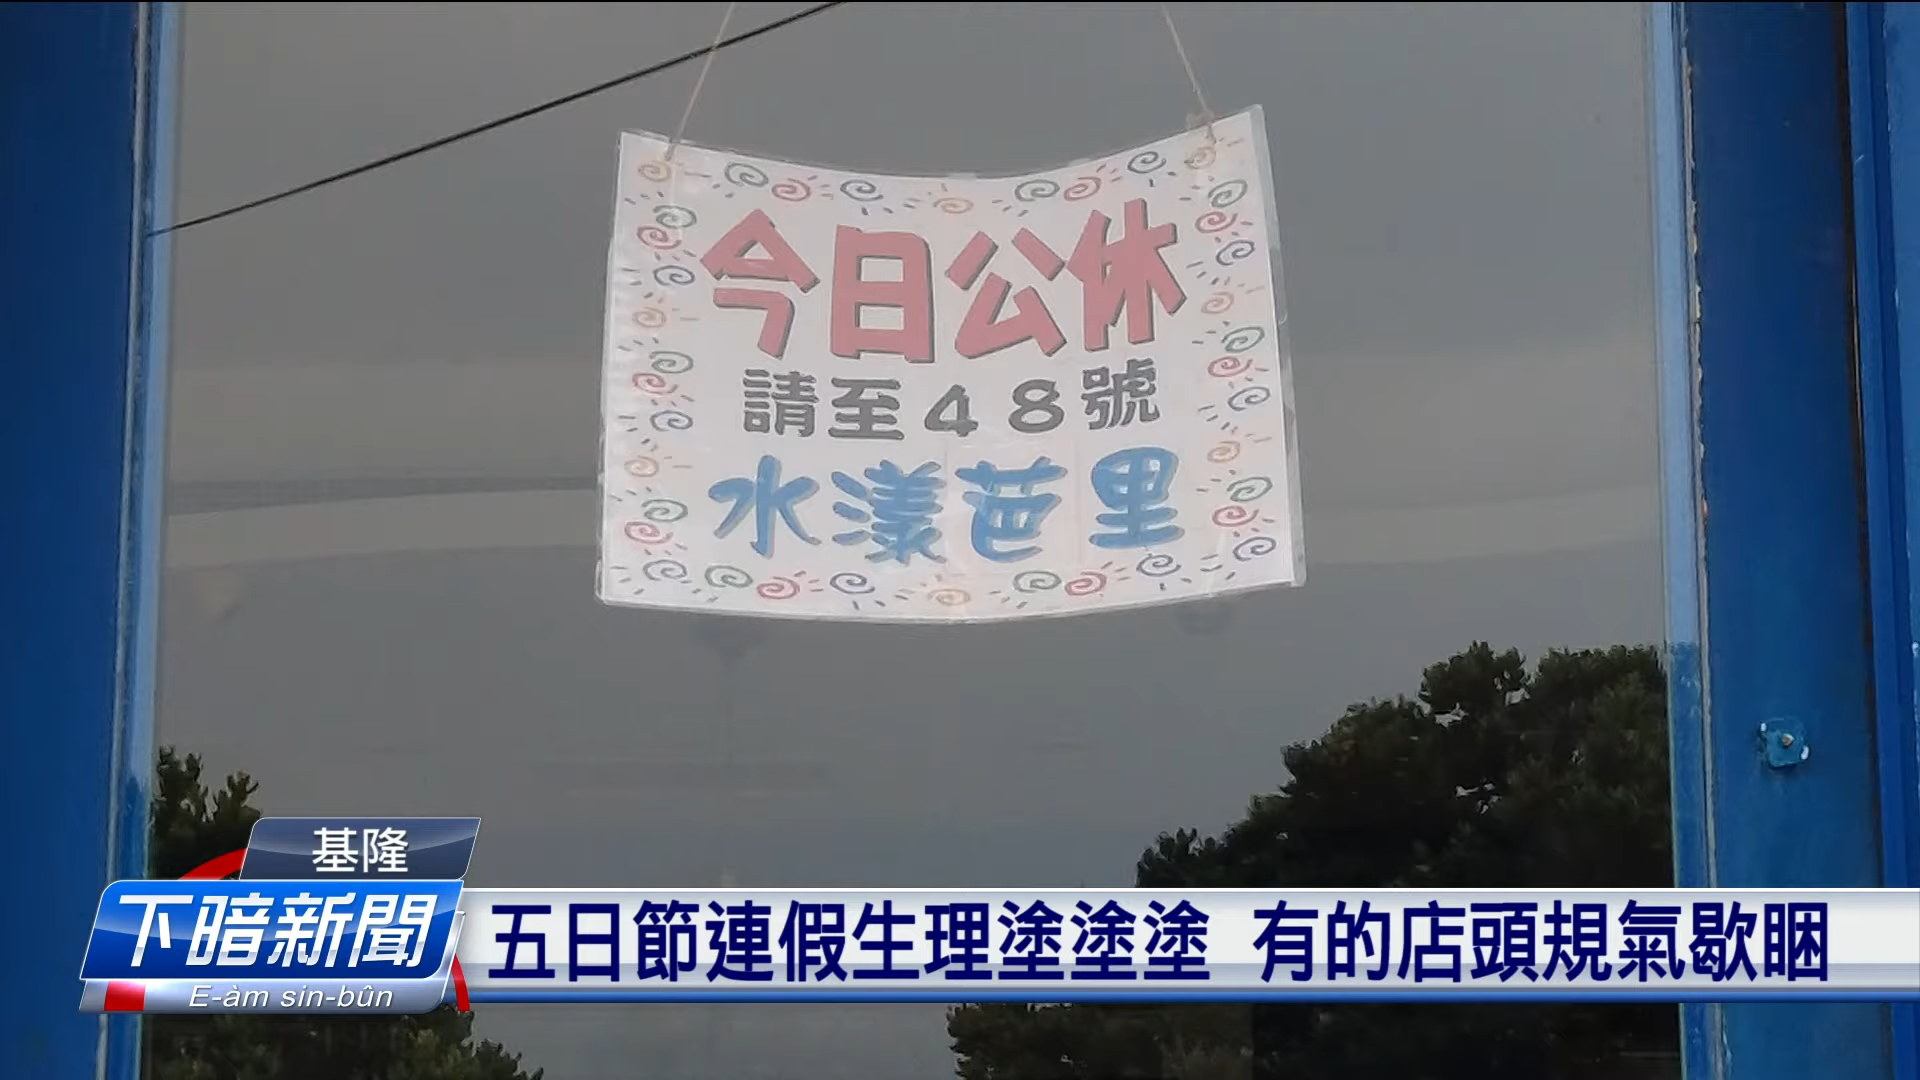 今日公休
請至48號
水漾芭里
基隆
下暗新聞
E-àm sin-bûn
五日節連假生理塗塗塗 有的店頭規氣歇睏